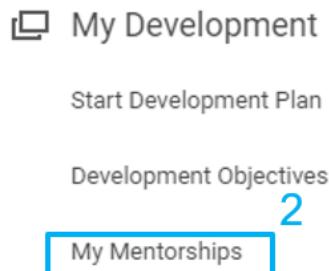 My Development
Start Development Plan
Development Objectives
2
My Mentorships